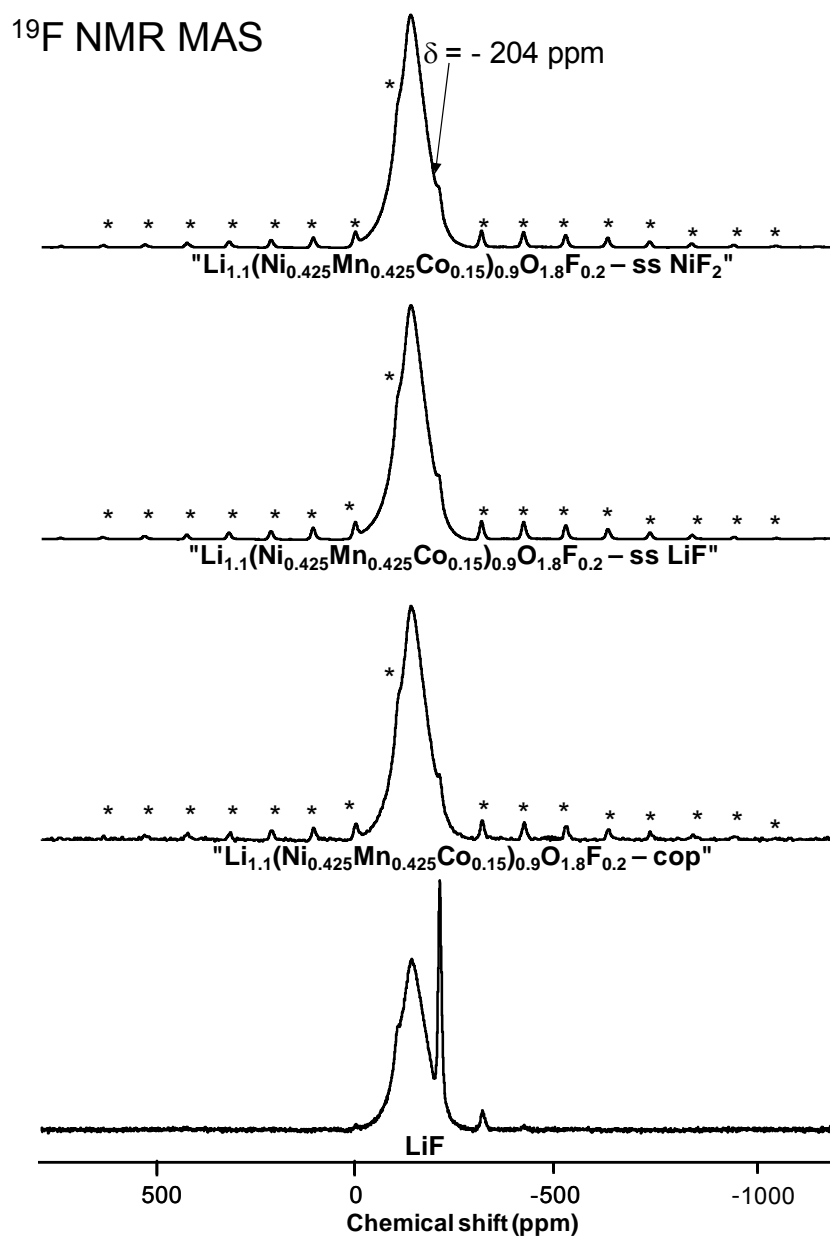 ¹⁹F NMR MAS
δ = - 204 ppm
*
* * * * * * * * * * * * * * *
"Li₁.₁(Ni₀.₄₂₅Mn₀.₄₂₅Co₀.₁₅)₀.₉O₁.₈F₀.₂ – ss NiF₂"
*
* * * * * * * * * * * * * * *
"Li₁.₁(Ni₀.₄₂₅Mn₀.₄₂₅Co₀.₁₅)₀.₉O₁.₈F₀.₂ – ss LiF"
*
* * * * * * * * * * * * * * *
"Li₁.₁(Ni₀.₄₂₅Mn₀.₄₂₅Co₀.₁₅)₀.₉O₁.₈F₀.₂ – cop"
LiF
500 0 -500 -1000
Chemical shift (ppm)